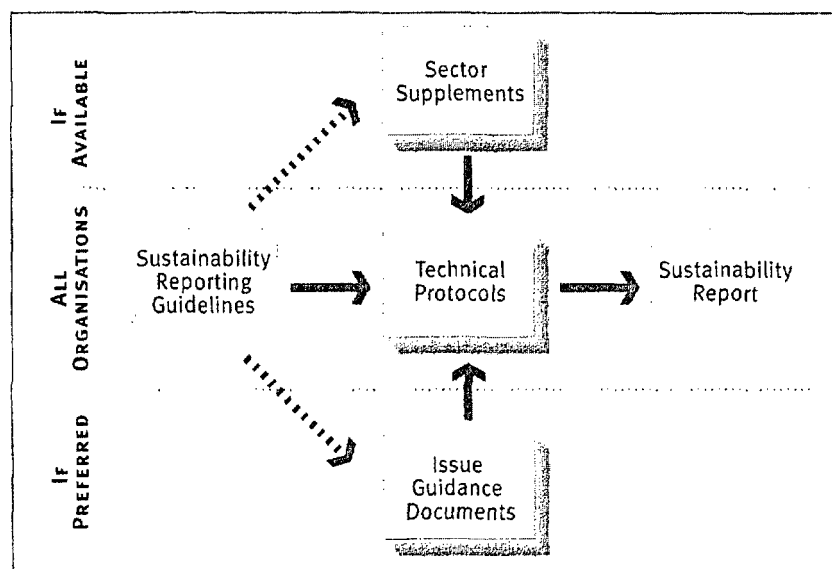 IF
AVAILABLE
Sector
Supplements
ALL
ORGANISATIONS
Sustainability
Reporting
Guidelines
Technical
Protocols
Sustainability
Report
IF
PREFERRED
Issue
Guidance
Documents